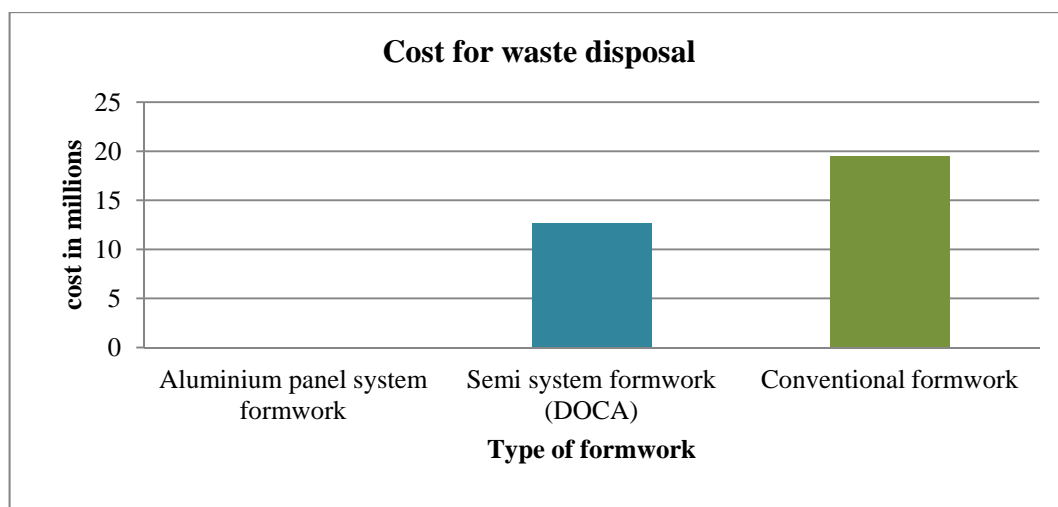 Cost for waste disposal
25
20
15
10
5
0
cost in millions
Aluminium panel system
formwork
Semi system formwork
(DOCA)
Conventional formwork
Type of formwork